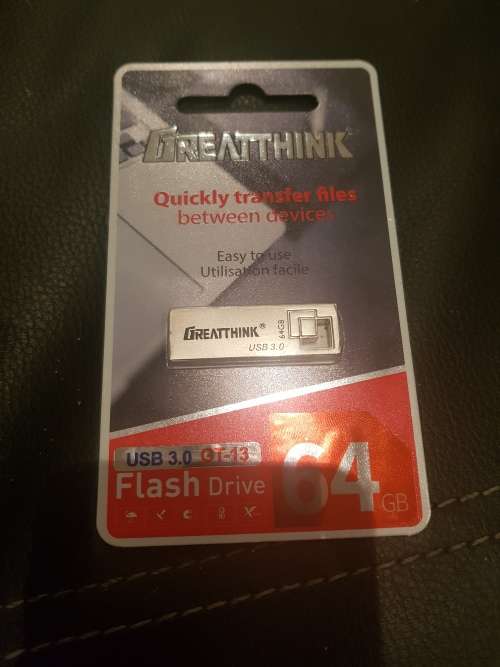 GREATTHINK
Quickly transfer files
between devices
Easy to use
Utilisation facile
GREATTHINK®
USB 3.0
64GB
USB 3.0 GT-13
Flash Drive
64 GB